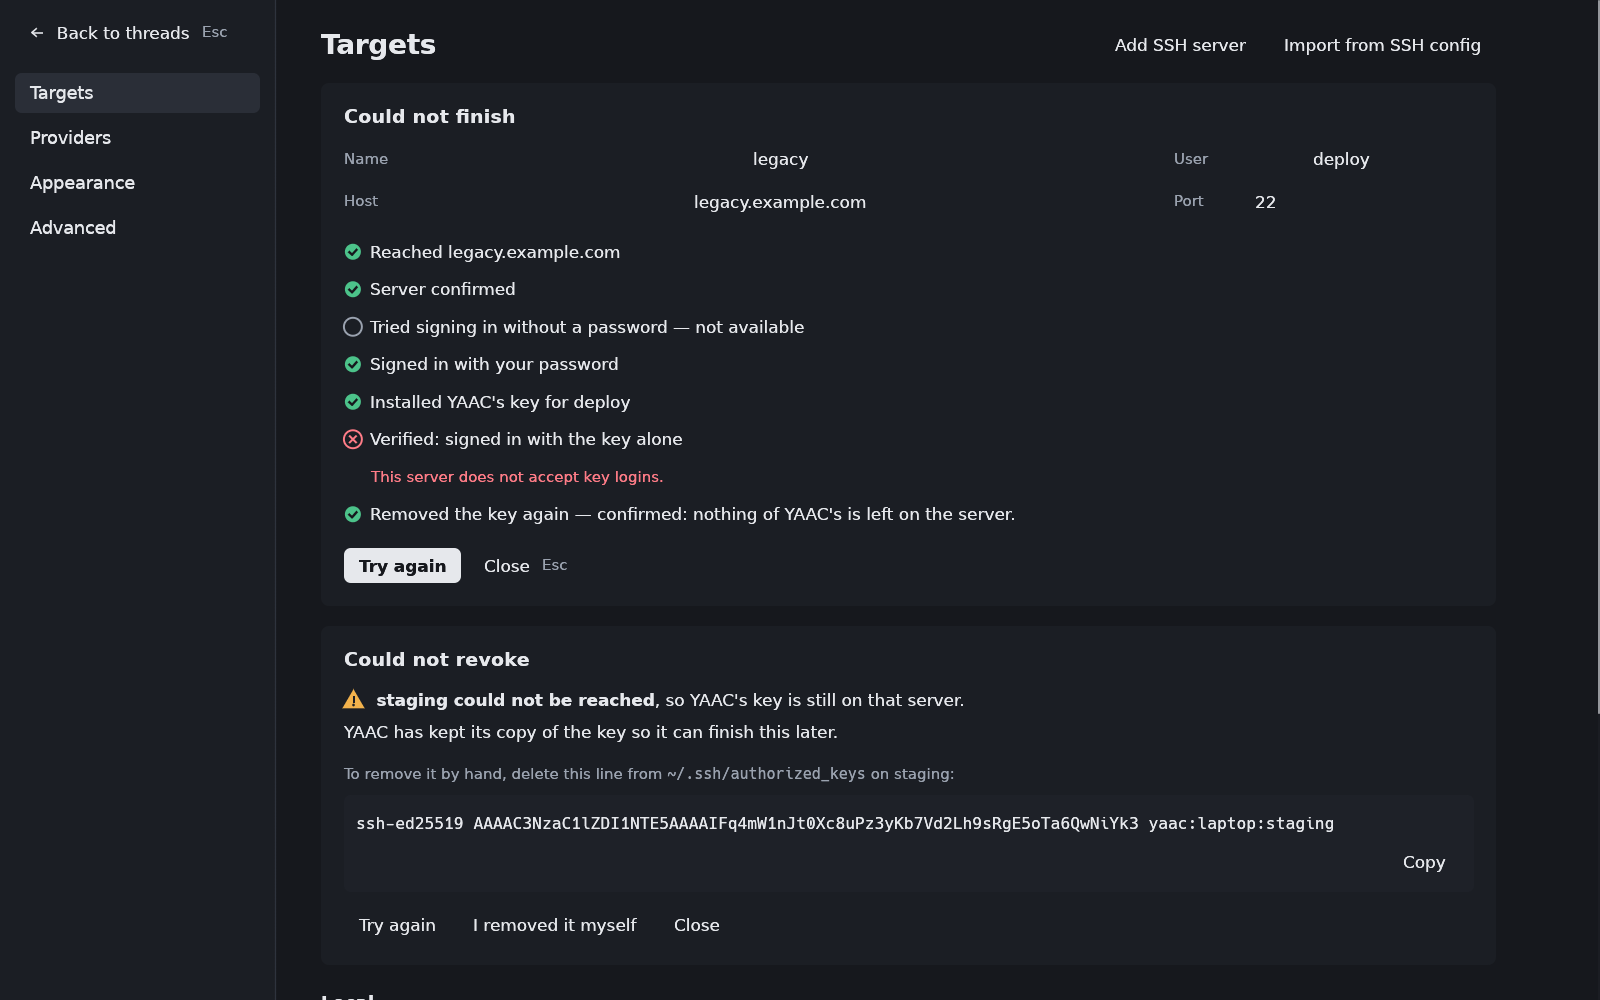 Back to threads Esc
Targets
Providers
Appearance
Advanced
Targets
Add SSH server Import from SSH config
Could not finish
Name legacy User deploy
Host legacy.example.com Port 22
Reached legacy.example.com
Server confirmed
Tried signing in without a password — not available
Signed in with your password
Installed YAAC's key for deploy
Verified: signed in with the key alone
This server does not accept key logins.
Removed the key again — confirmed: nothing of YAAC's is left on the server.
Try again Close Esc
Could not revoke
staging could not be reached, so YAAC's key is still on that server.
YAAC has kept its copy of the key so it can finish this later.
To remove it by hand, delete this line from ~/.ssh/authorized_keys on staging:
ssh-ed25519 AAAAC3NzaC1lZDI1NTE5AAAAIFq4mW1nJt0Xc8uPz3yKb7Vd2Lh9sRgE5oTa6QwNiYk3 yaac:laptop:staging
Copy
Try again I removed it myself Close